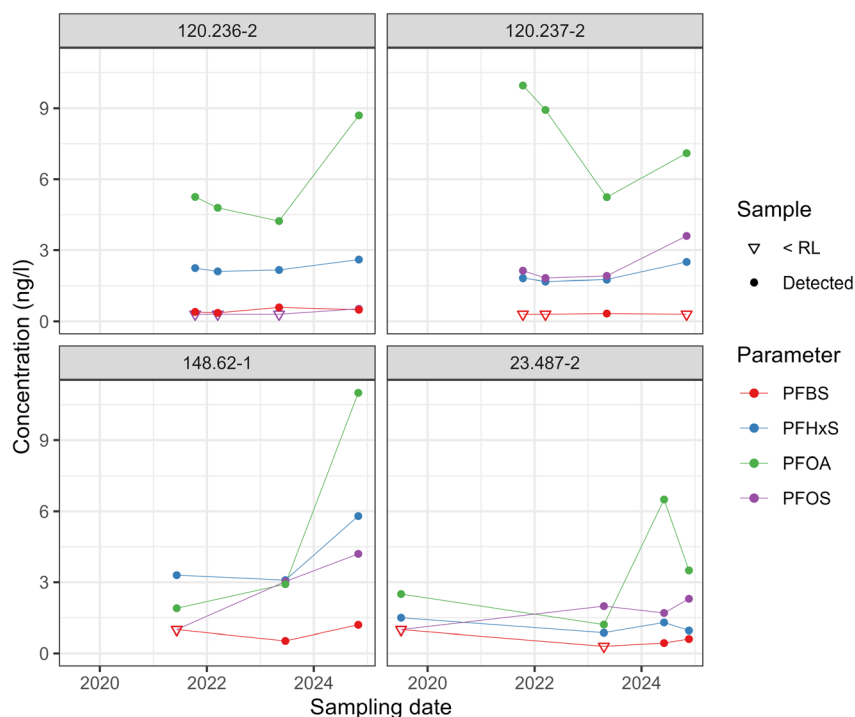 120.236-2
120.237-2
9
6
3
0
148.62-1
23.487-2
9
6
3
0
2020
2022
2024
2020
2022
2024
Concentration (ng/l)
Sampling date
Sample
< RL
Detected
Parameter
PFBS
PFHxS
PFOA
PFOS